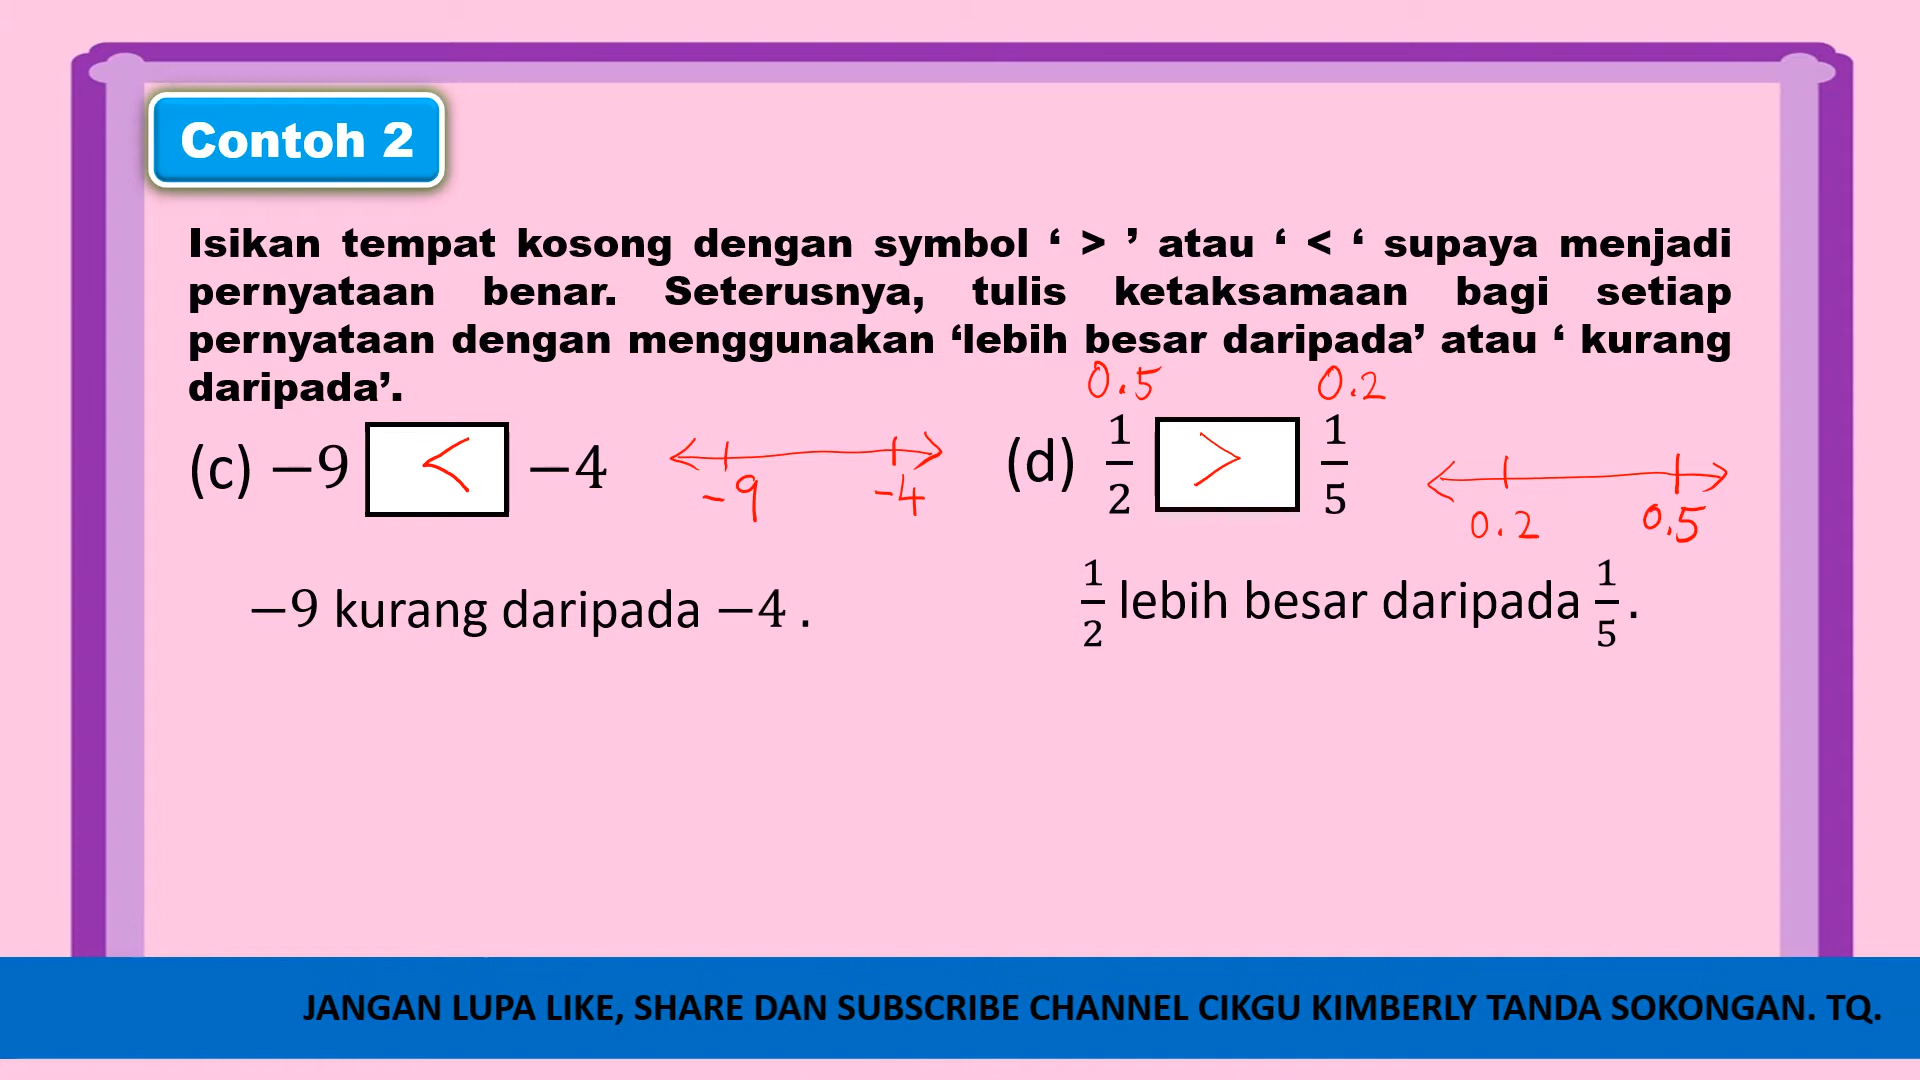 Contoh 2
Isikan tempat kosong dengan symbol ‘ > ’ atau ‘ < ‘ supaya menjadi
pernyataan benar. Seterusnya, tulis ketaksamaan bagi setiap
pernyataan dengan menggunakan ‘lebih besar daripada’ atau ‘ kurang
daripada’.
(c) −9 < −4
-9 -4
0.5 0.2
(d) 1/2 > 1/5
0.2 0.5
−9 kurang daripada −4 .
1/2 lebih besar daripada 1/5 .
JANGAN LUPA LIKE, SHARE DAN SUBSCRIBE CHANNEL CIKGU KIMBERLY TANDA SOKONGAN. TQ.